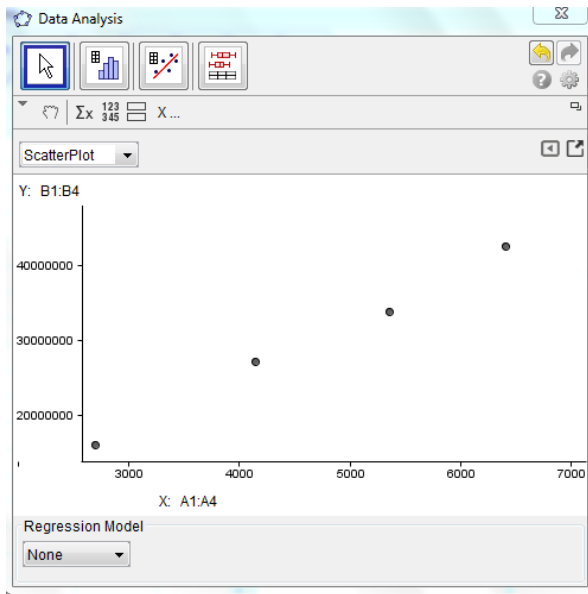 Data Analysis
Σx 123 345 X ...
ScatterPlot
Y: B1:B4
40000000
30000000
20000000
3000 4000 5000 6000 7000
X: A1:A4
Regression Model
None